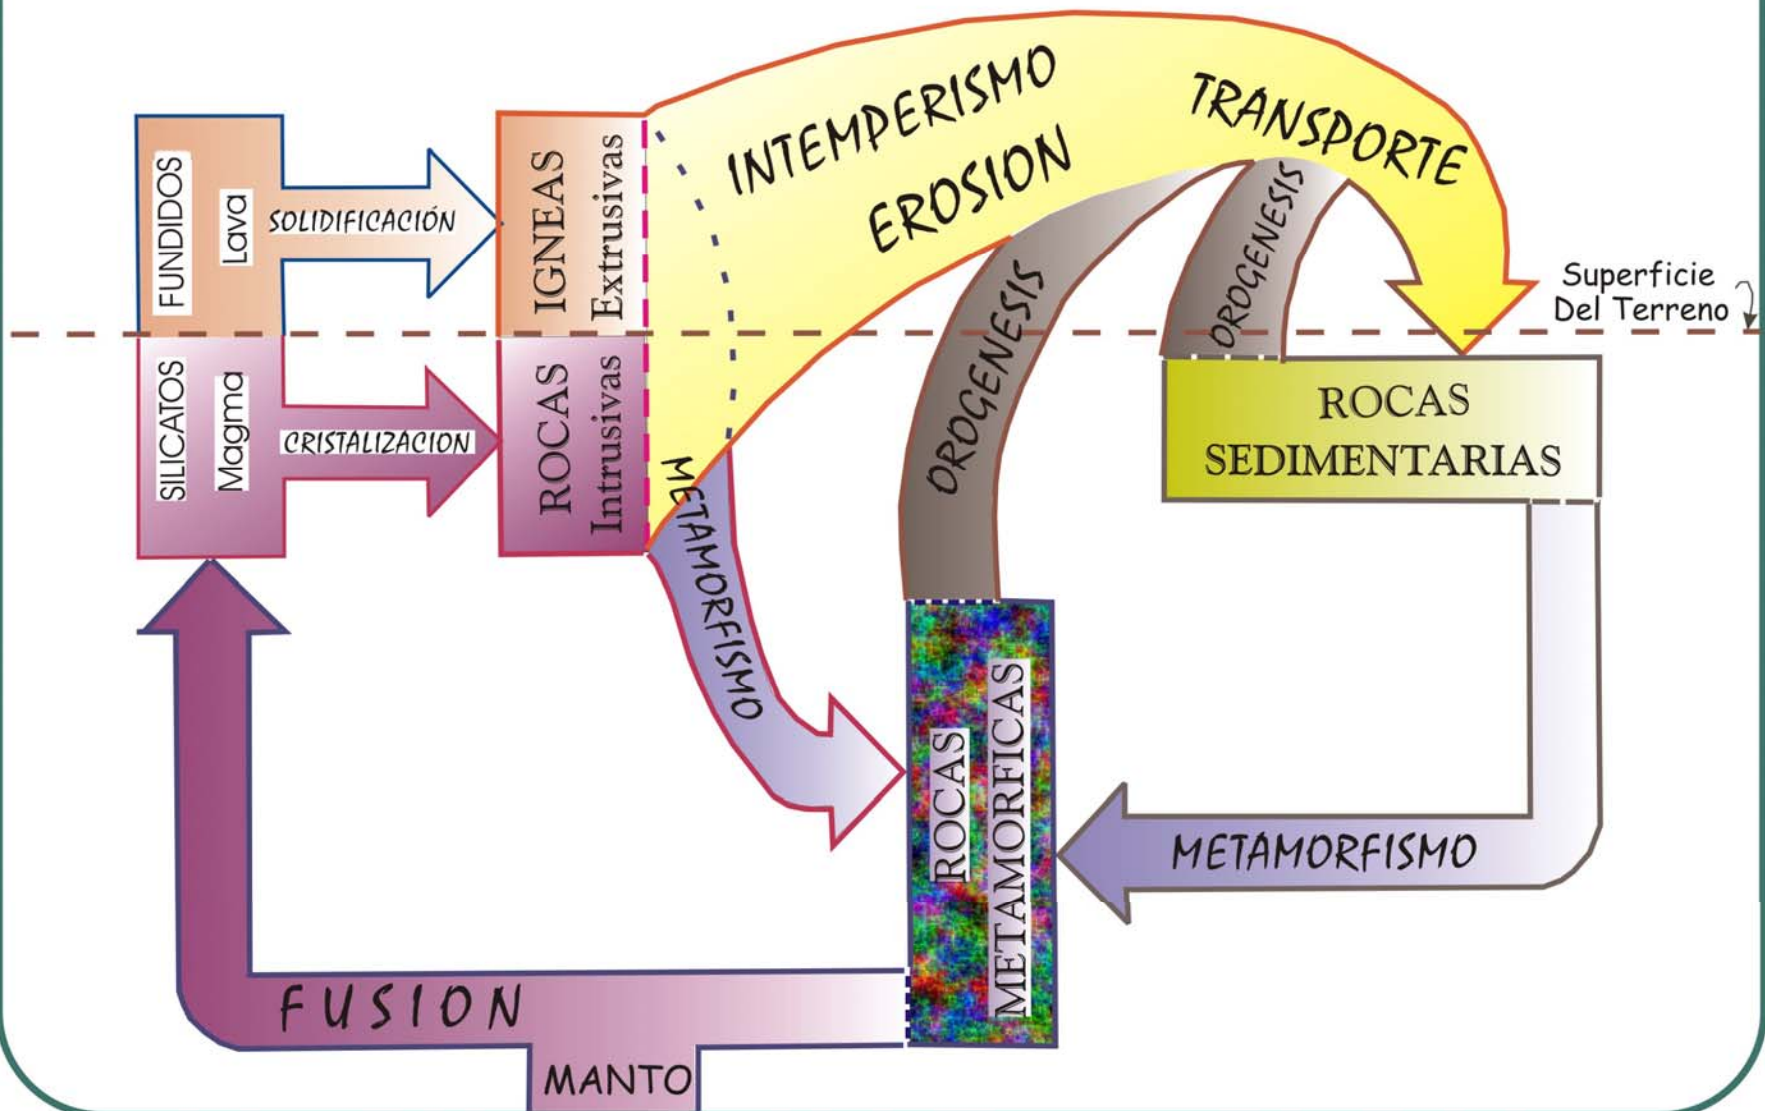 FUNDIDOS
Lava
SOLIDIFICACIÓN
IGNEAS
Extrusivas
INTEMPERISMO
EROSION
TRANSPORTE
OROGENESIS
OROGENESIS
Superficie
Del Terreno
SILICATOS
Magma
CRISTALIZACION
ROCAS
Intrusivas
METAMORFISMO
ROCAS
SEDIMENTARIAS
ROCAS
METAMORFICAS
METAMORFISMO
FUSION
MANTO